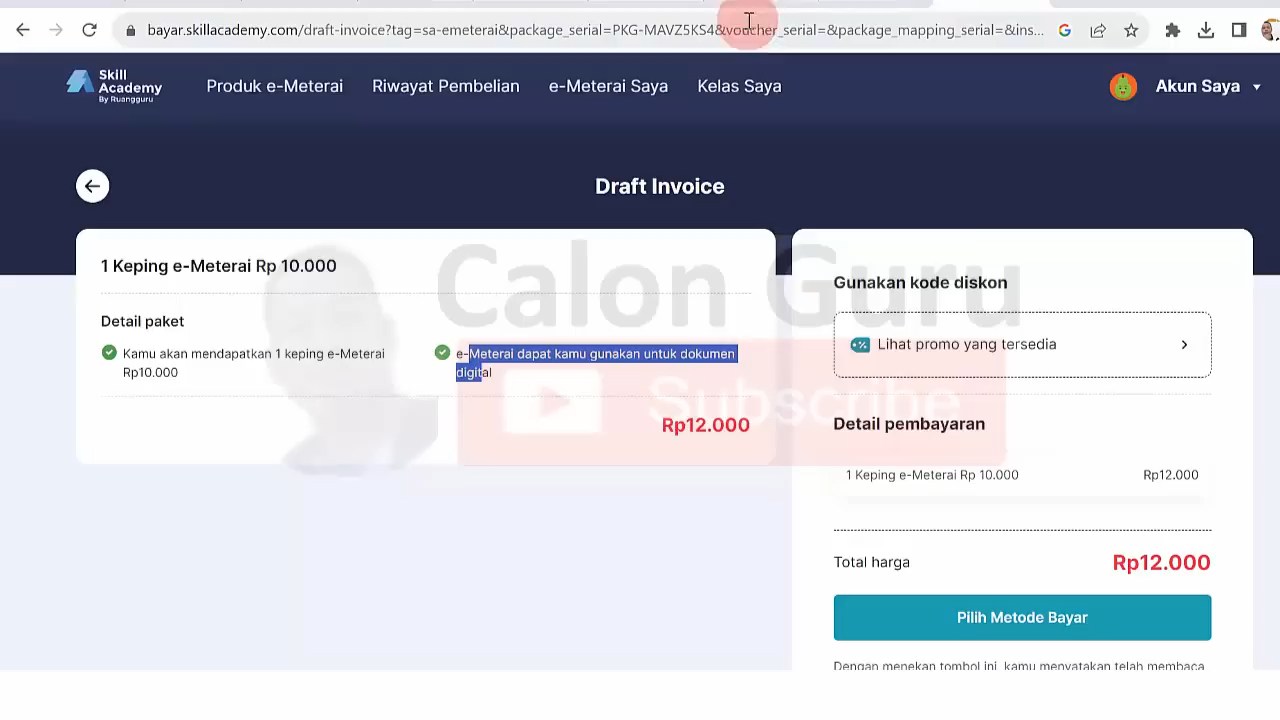 bayar.skillacademy.com/draft-invoice?tag=sa-emeterai&package_serial=PKG-MAVZ5KS4&voucher_serial=&package_mapping_serial=&ins...
Skill
Academy
By Ruangguru
Produk e-Meterai
Riwayat Pembelian
e-Meterai Saya
Kelas Saya
Akun Saya
Draft Invoice
1 Keping e-Meterai Rp 10.000
Detail paket
Kamu akan mendapatkan 1 keping e-Meterai
Rp10.000
e-Meterai dapat kamu gunakan untuk dokumen
digital
Rp12.000
Calon Guru
Subscribe
Gunakan kode diskon
Lihat promo yang tersedia
Detail pembayaran
1 Keping e-Meterai Rp 10.000
Rp12.000
Total harga
Rp12.000
Pilih Metode Bayar
Dengan menekan tombol ini, kamu menyatakan telah membaca